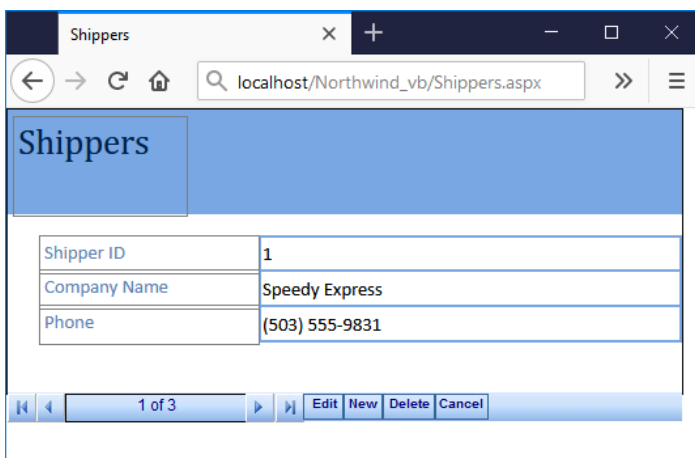 Shippers
localhost/Northwind_vb/Shippers.aspx
Shippers
Shipper ID 1
Company Name Speedy Express
Phone (503) 555-9831
1 of 3 Edit New Delete Cancel